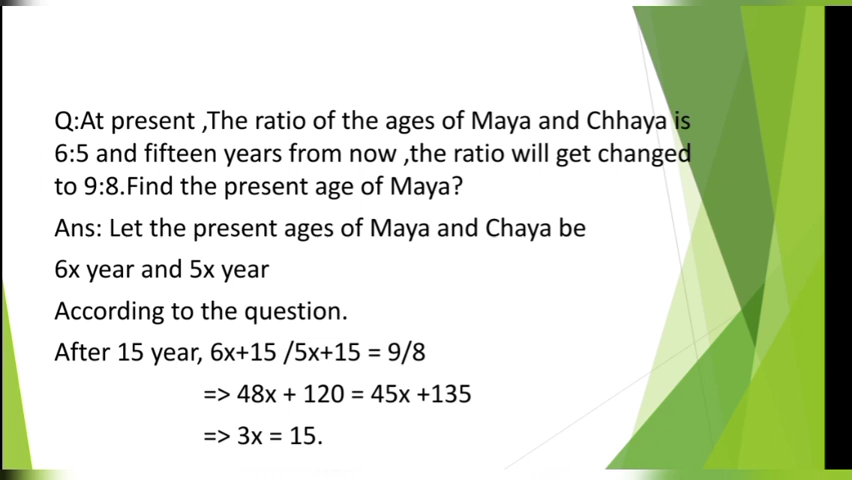 Q:At present ,The ratio of the ages of Maya and Chhaya is
6:5 and fifteen years from now ,the ratio will get changed
to 9:8.Find the present age of Maya?
Ans: Let the present ages of Maya and Chaya be
6x year and 5x year
According to the question.
After 15 year, 6x+15 /5x+15 = 9/8
=> 48x + 120 = 45x +135
=> 3x = 15.